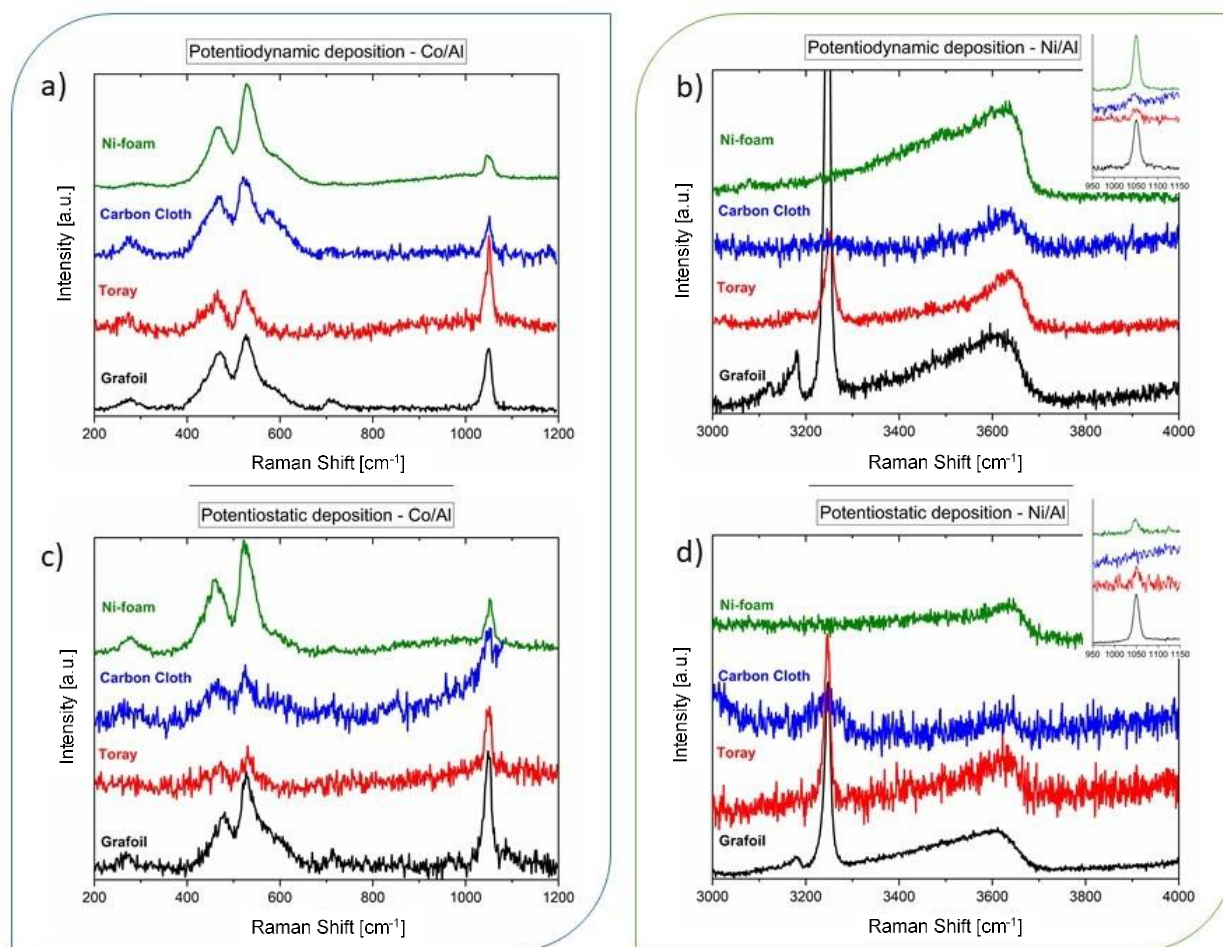 Potentiodynamic deposition - Co/Al
a)
Ni-foam
Carbon Cloth
Toray
Grafoil
Intensity [a.u.]
200 400 600 800 1000 1200
Raman Shift [cm⁻¹]
Potentiodynamic deposition - Ni/Al
b)
Ni-foam
Carbon Cloth
Toray
Grafoil
Intensity [a.u]
3000 3200 3400 3600 3800 4000
Raman Shift [cm⁻¹]
950 1000 1050 1100 1150
Potentiostatic deposition - Co/Al
c)
Ni-foam
Carbon Cloth
Toray
Grafoil
Intensity [a.u.]
200 400 600 800 1000 1200
Raman Shift [cm⁻¹]
Potentiostatic deposition - Ni/Al
d)
Ni-foam
Carbon Cloth
Toray
Grafoil
Intensity [a.u.]
3000 3200 3400 3600 3800 4000
Raman Shift [cm⁻¹]
950 1000 1050 1100 1150